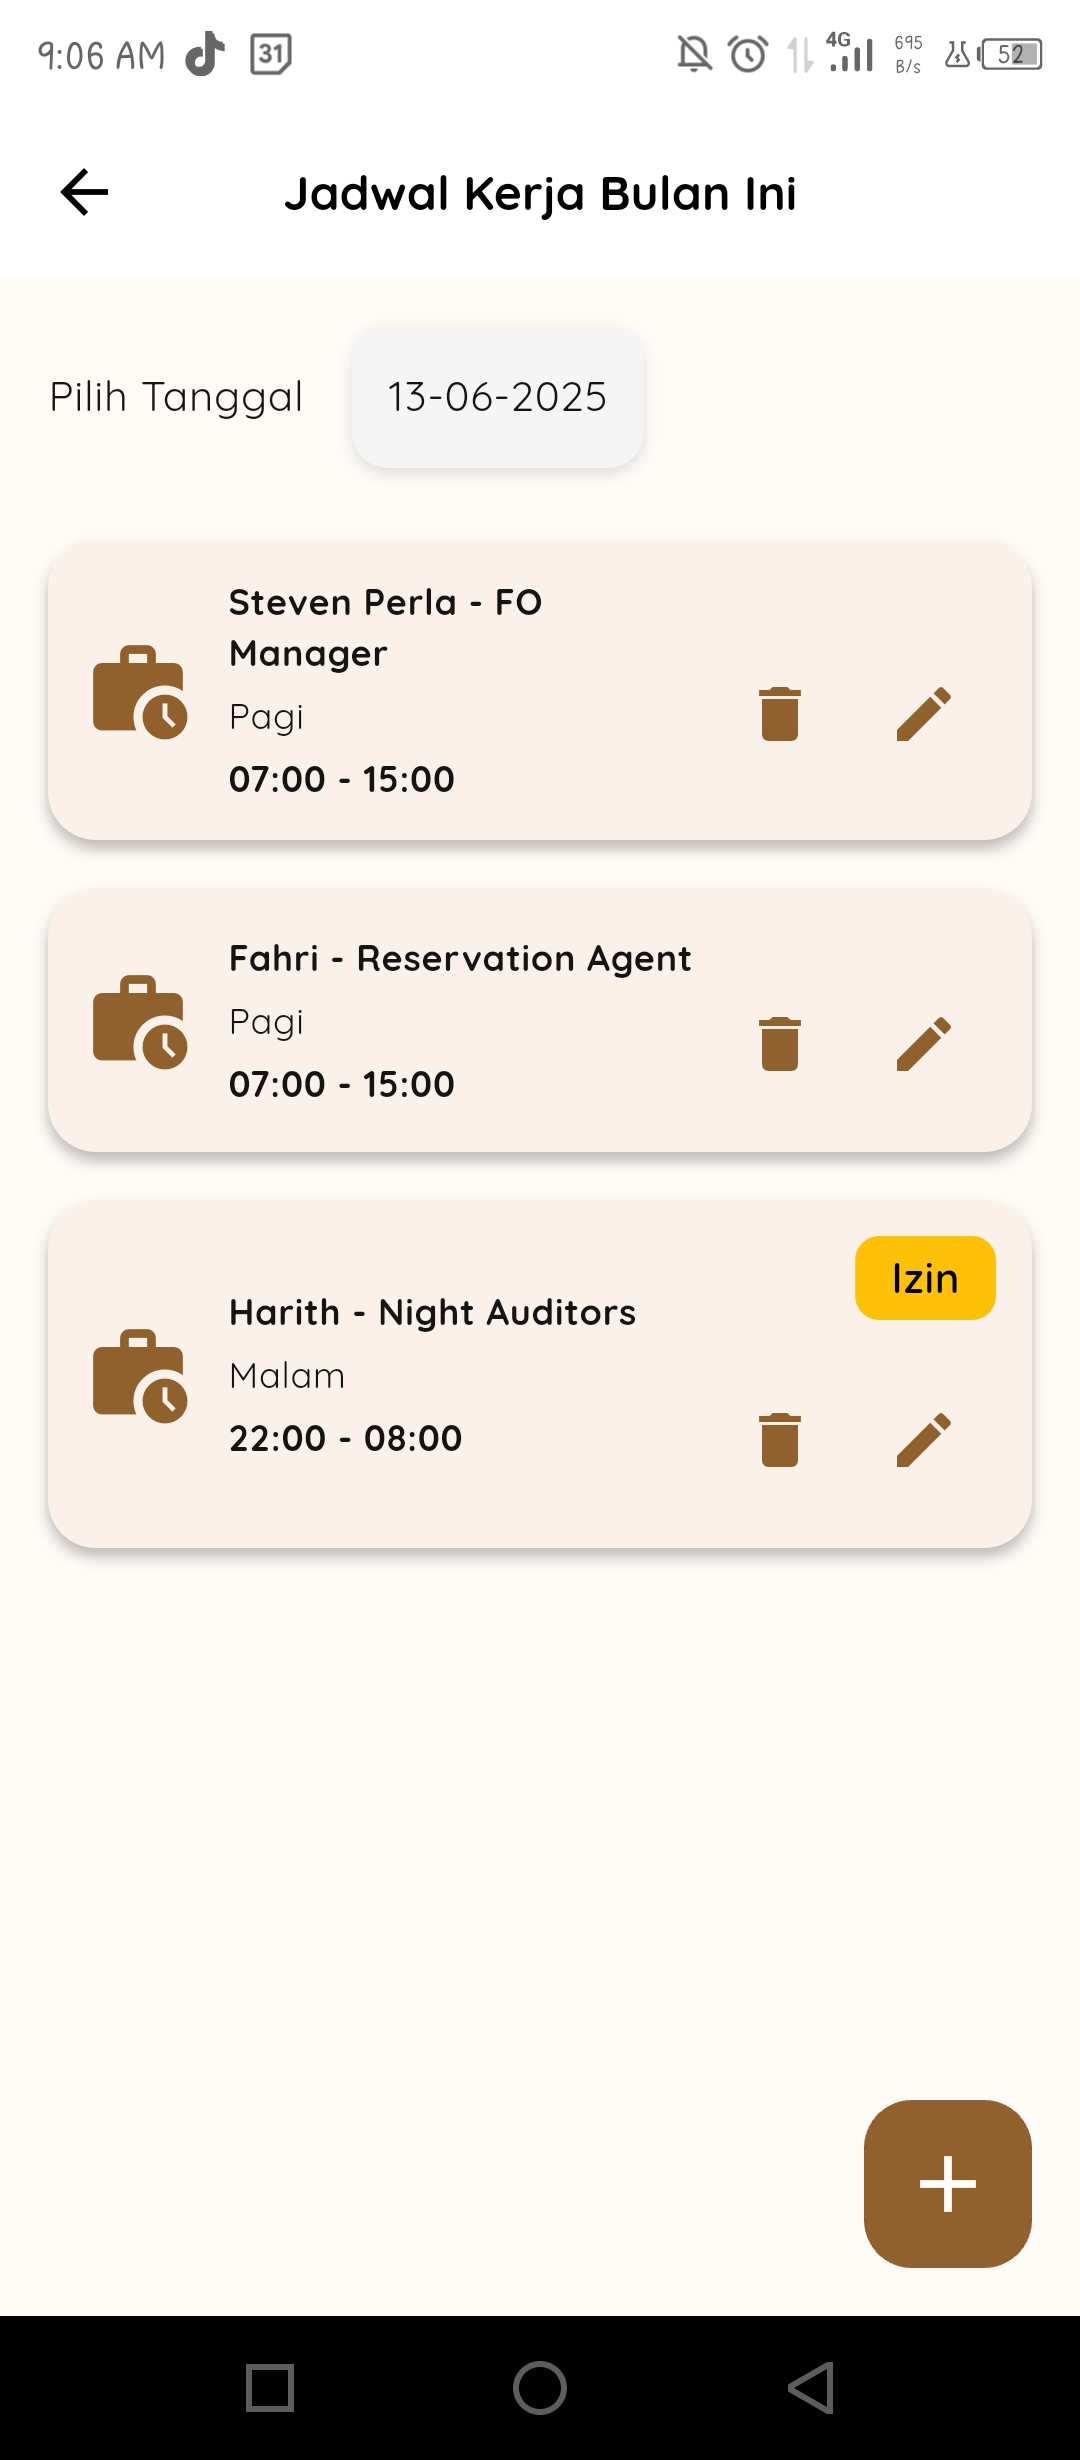 9:06 AM 31 4G 695 B/s 52
Jadwal Kerja Bulan Ini
Pilih Tanggal 13-06-2025
Steven Perla - FO
Manager
Pagi
07:00 - 15:00
Fahri - Reservation Agent
Pagi
07:00 - 15:00
Izin
Harith - Night Auditors
Malam
22:00 - 08:00